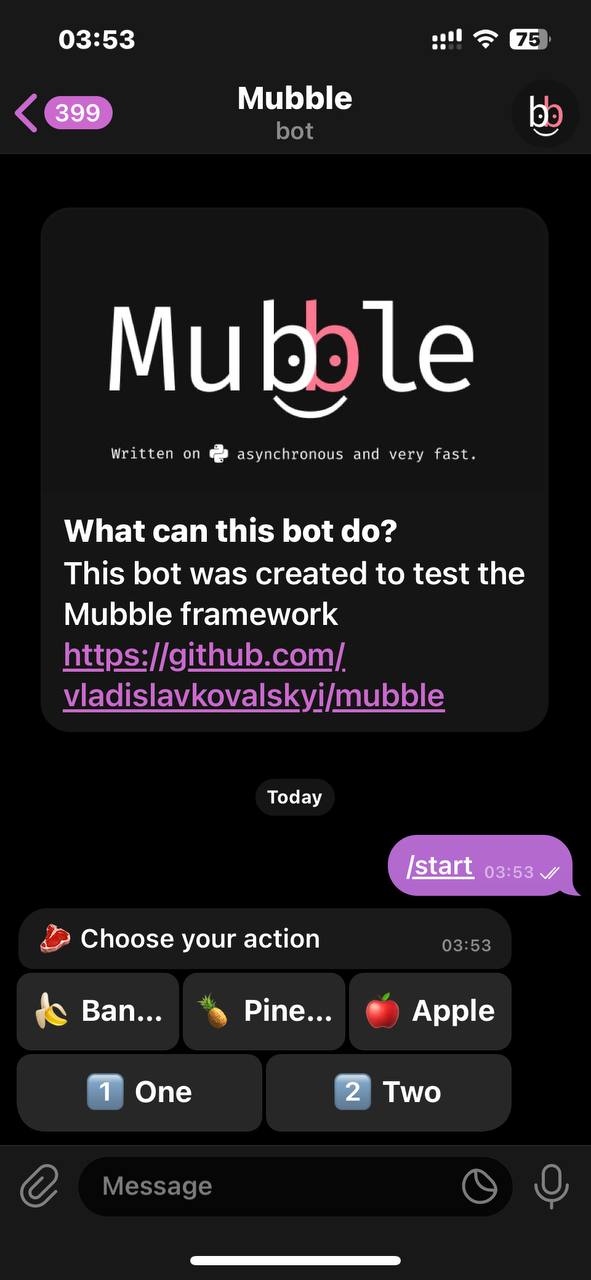 03:53
75
399
Mubble
bot
bb
Mubble
Written on asynchronous and very fast.
What can this bot do?
This bot was created to test the
Mubble framework
https://github.com/
vladislavkovalskyi/mubble
Today
/start 03:53
🥩 Choose your action 03:53
🍌 Ban... 🍍 Pine... 🍎 Apple
1️⃣ One 2️⃣ Two
Message